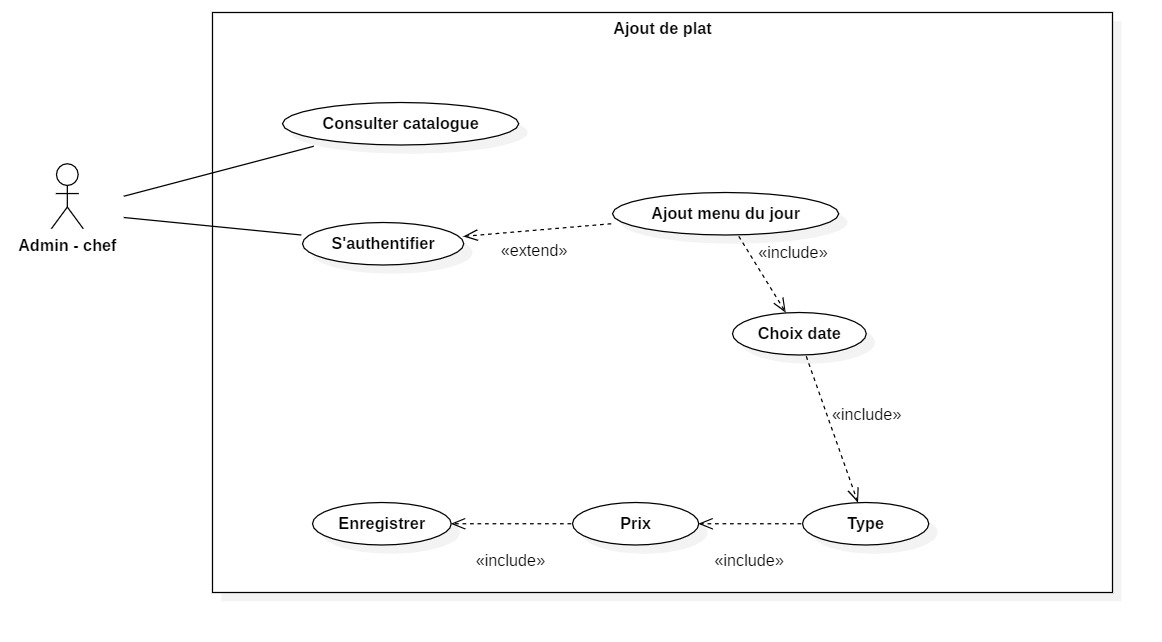 Ajout de plat
Consulter catalogue
Admin - chef
S'authentifier
«extend»
Ajout menu du jour
«include»
Choix date
«include»
Enregistrer
Prix
Type
«include»
«include»